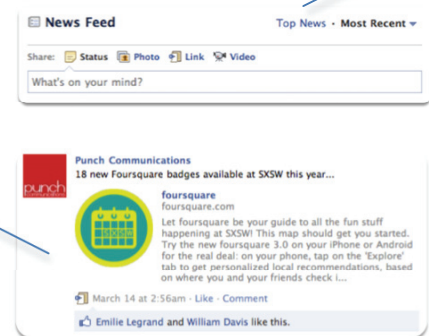 News Feed
Top News · Most Recent
Share: Status Photo Link Video
What's on your mind?
Punch Communications
18 new Foursquare badges available at SXSW this year...
punch
communications
foursquare
foursquare.com
Let foursquare be your guide to all the fun stuff
happening at SXSW! This map should get you started.
Try the new foursquare 3.0 on your iPhone or Android
for the real deal: on your phone, tap on the 'Explore'
tab to get personalized local recommendations, based
on where you and your friends check i...
March 14 at 2:56am · Like · Comment
Emilie Legrand and William Davis like this.